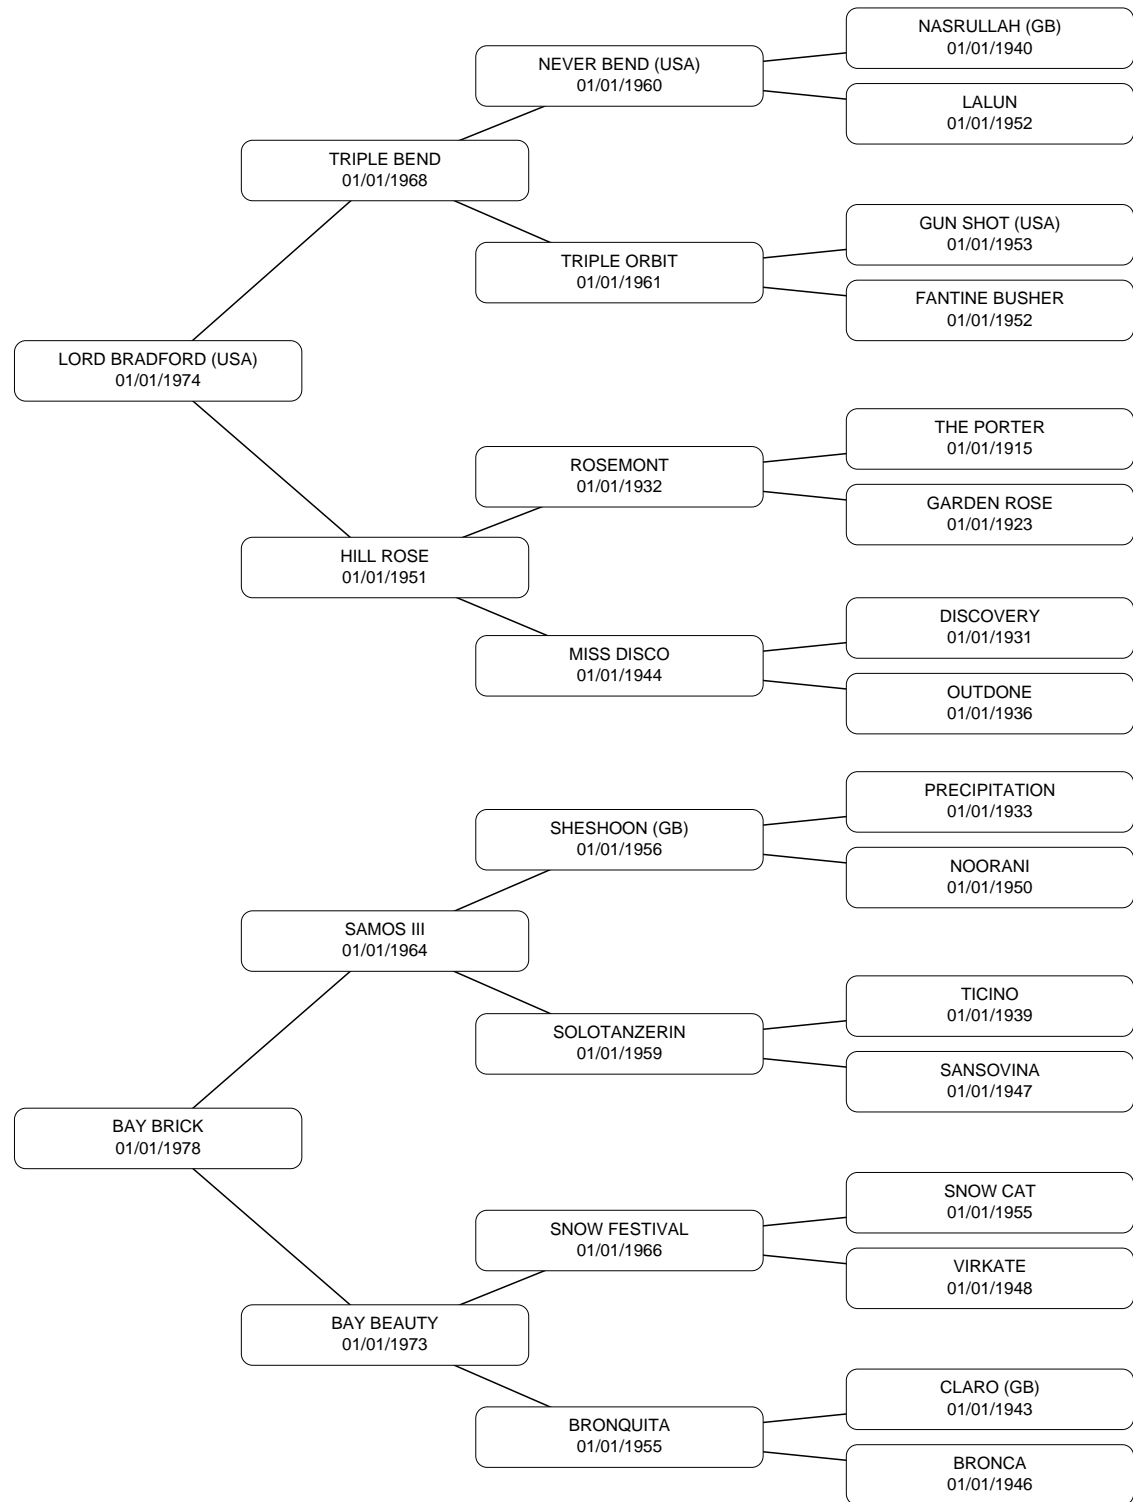 NASRULLAH (GB)
01/01/1940
NEVER BEND (USA)
01/01/1960
LALUN
01/01/1952
TRIPLE BEND
01/01/1968
GUN SHOT (USA)
01/01/1953
TRIPLE ORBIT
01/01/1961
FANTINE BUSHER
01/01/1952
LORD BRADFORD (USA)
01/01/1974
THE PORTER
01/01/1915
ROSEMONT
01/01/1932
GARDEN ROSE
01/01/1923
HILL ROSE
01/01/1951
DISCOVERY
01/01/1931
MISS DISCO
01/01/1944
OUTDONE
01/01/1936
PRECIPITATION
01/01/1933
SHESHOON (GB)
01/01/1956
NOORANI
01/01/1950
SAMOS III
01/01/1964
TICINO
01/01/1939
SOLOTANZERIN
01/01/1959
SANSOVINA
01/01/1947
BAY BRICK
01/01/1978
SNOW CAT
01/01/1955
SNOW FESTIVAL
01/01/1966
VIRKATE
01/01/1948
BAY BEAUTY
01/01/1973
CLARO (GB)
01/01/1943
BRONQUITA
01/01/1955
BRONCA
01/01/1946